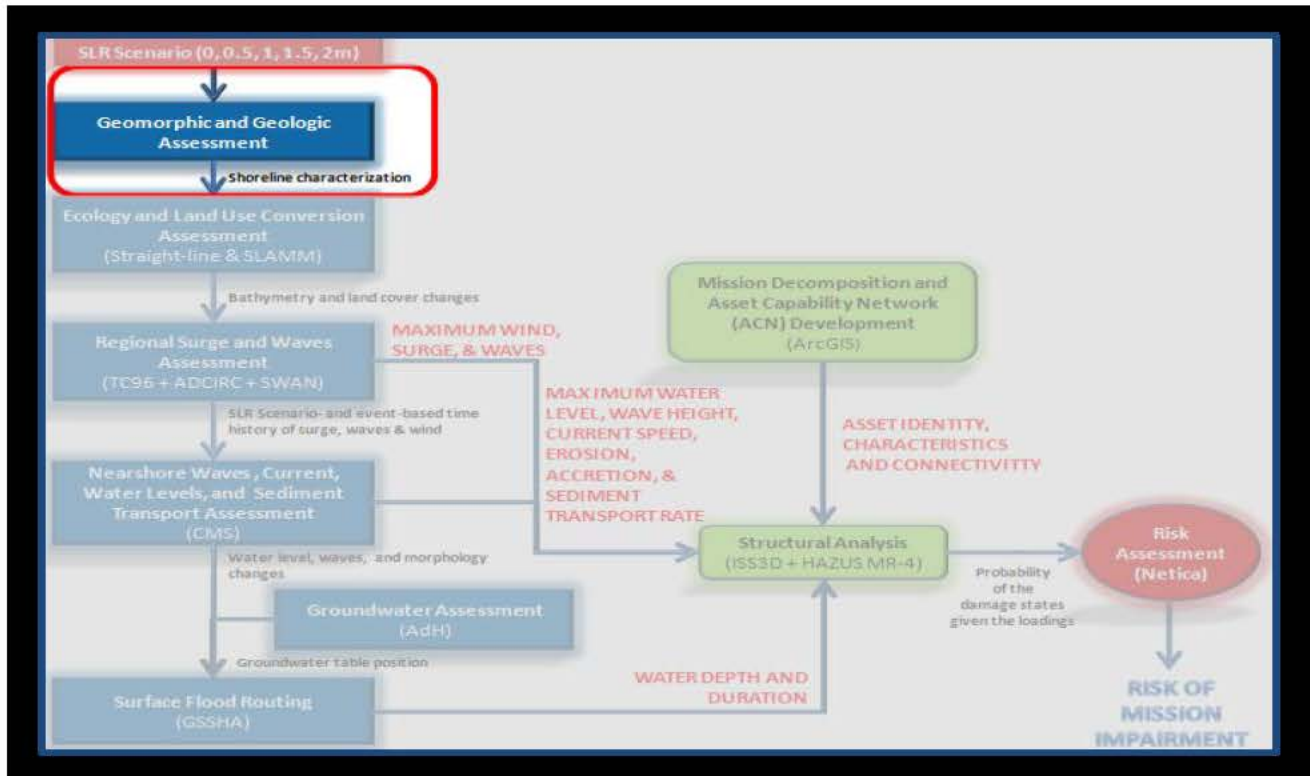 SLR Scenario (0, 0.5, 1, 1.5, 2m)
Geomorphic and Geologic
Assessment
Shoreline characterization
Ecology and Land Use Conversion
Assessment
(Straight-line & SLAMM)
Bathymetry and land cover changes
Regional Surge and Waves
Assessment
(TC96 + ADCIRC + SWAN)
MAXIMUM WIND,
SURGE, & WAVES
SLR Scenario- and event-based time
history of surge, waves & wind
Nearshore Waves, Current,
Water Levels, and Sediment
Transport Assessment
(CMS)
MAXIMUM WATER
LEVEL, WAVE HEIGHT,
CURRENT SPEED,
EROSION,
ACCRETION, &
SEDIMENT
TRANSPORT RATE
Mission Decomposition and
Asset Capability Network
(ACN) Development
(ArcGIS)
ASSET IDENTITY,
CHARACTERISTICS
AND CONNECTIVITTY
Water level, waves, and morphology
changes
Groundwater Assessment
(AdH)
Groundwater table position
Surface Flood Routing
(GSSHA)
WATER DEPTH AND
DURATION
Structural Analysis
(ISS3D + HAZUS MR-4)
Probability
of the
damage states
given the loadings
Risk
Assessment
(Netica)
RISK OF
MISSION
IMPAIRMENT